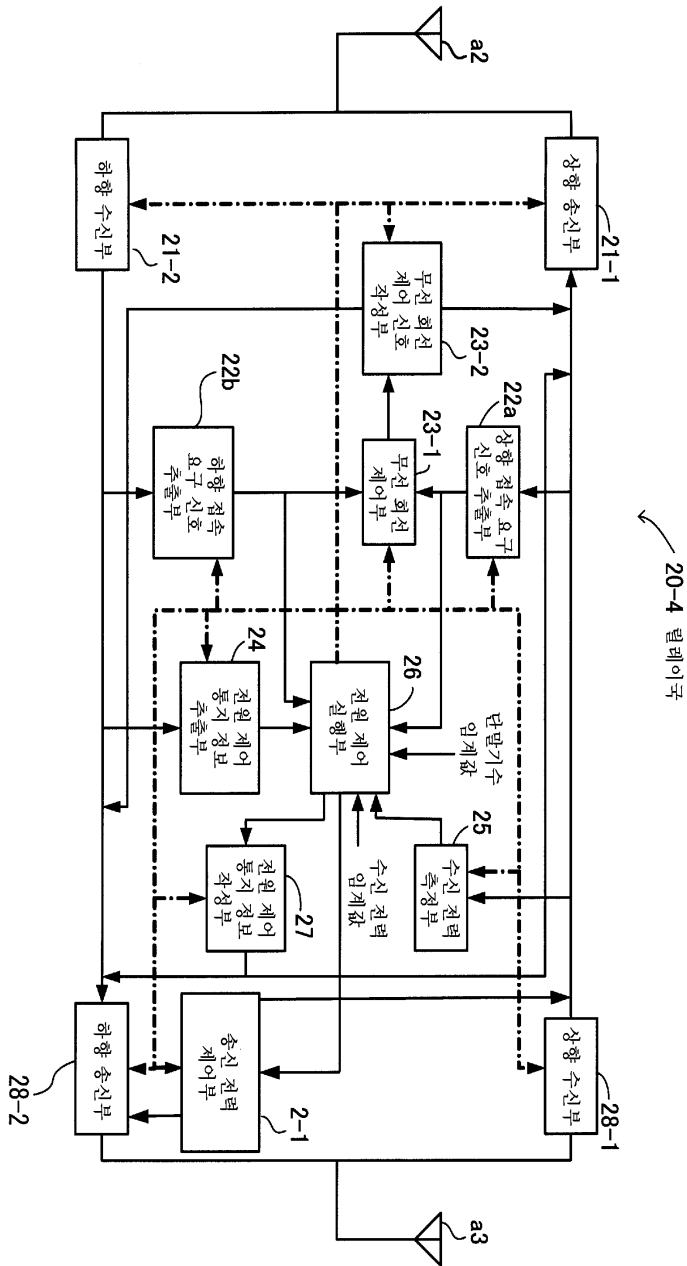 20-4 릴레이국
a2
a3
상향 송신부
21-1
상향 수신부
28-1
22a
상향 접속 요구
신호 추출부
25
수신 전력
측정부
무선 회선
제어 신호
작성부
23-2
23-1
무선 회선
제어부
단말기수
임계값
수신 전력
임계값
26
전원 제어
실행부
22b
하향 접속
요구 신호
추출부
24
전원 제어
통지 정보
추출부
전원 제어
통지 정보
작성부
27
송신 전력
제어부
2-1
하향 수신부
21-2
하향 송신부
28-2